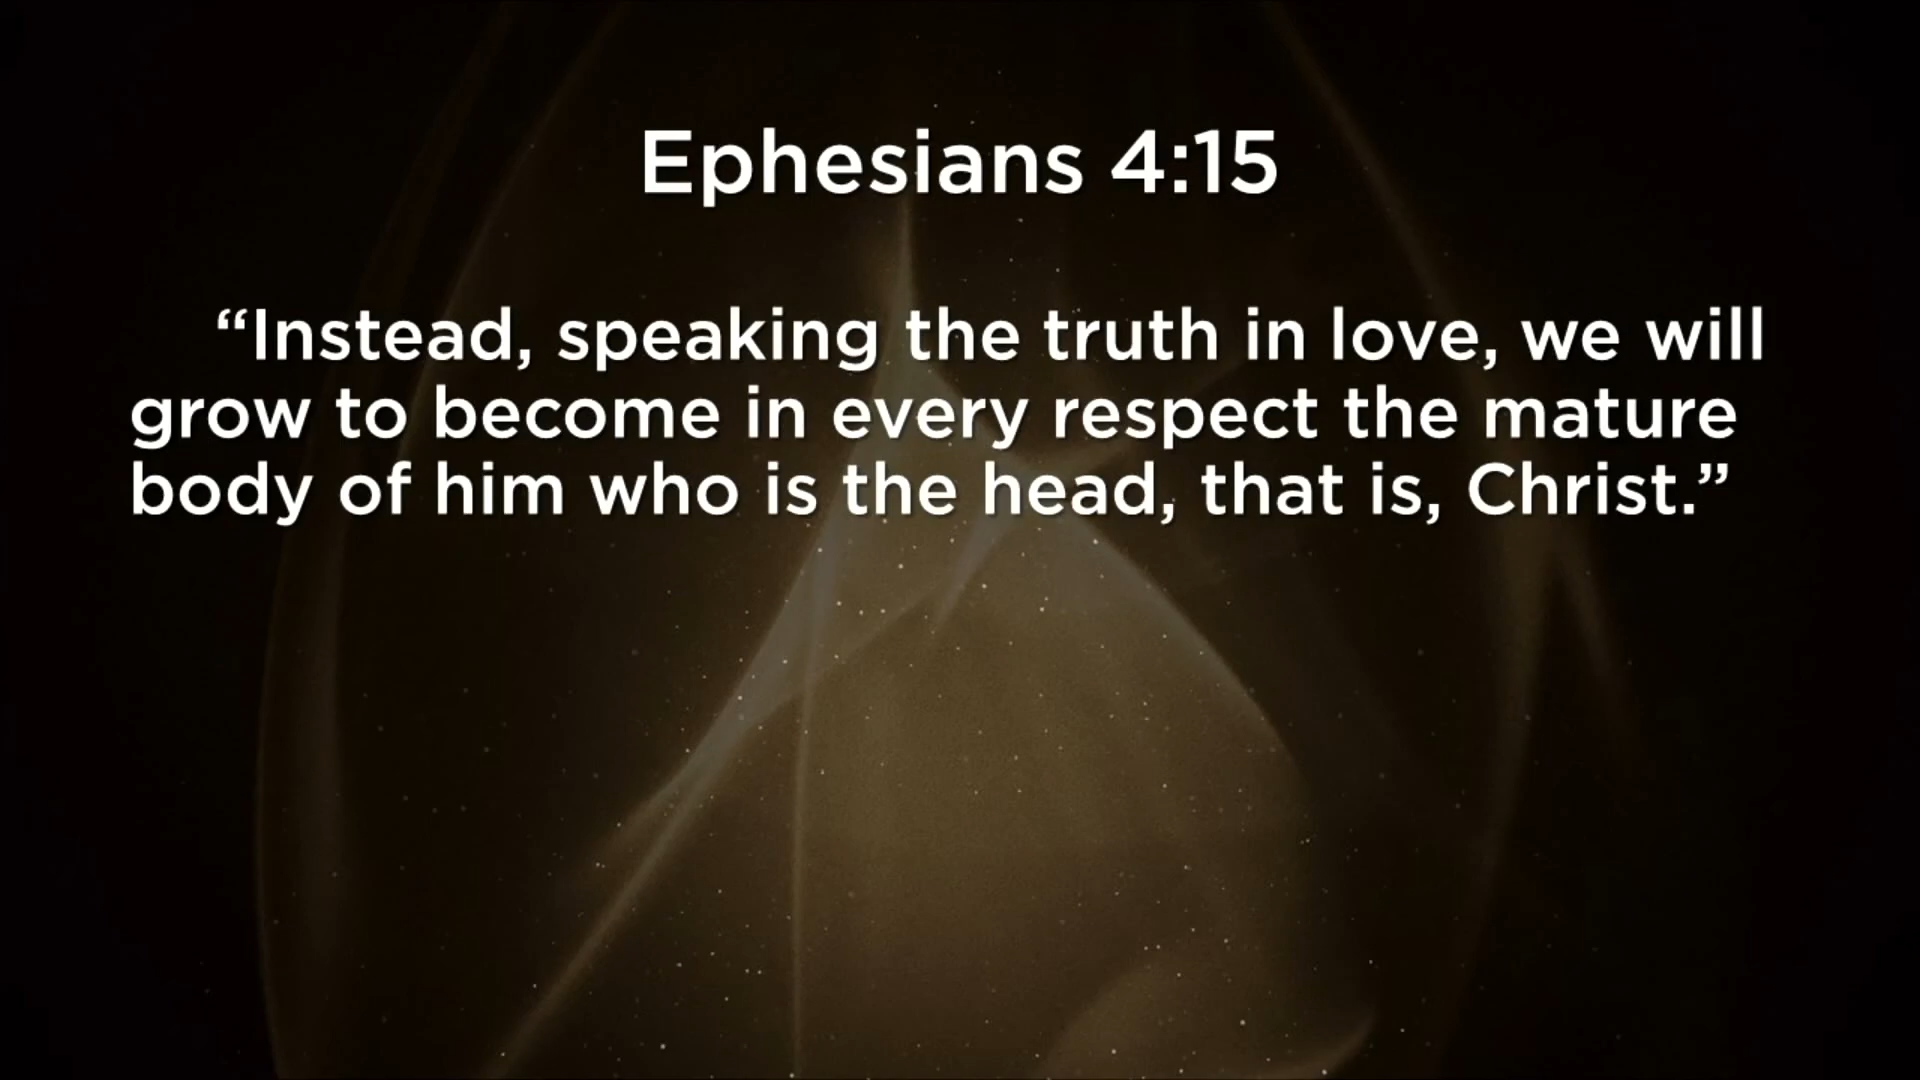 Ephesians 4:15
“Instead, speaking the truth in love, we will
grow to become in every respect the mature
body of him who is the head, that is, Christ.”